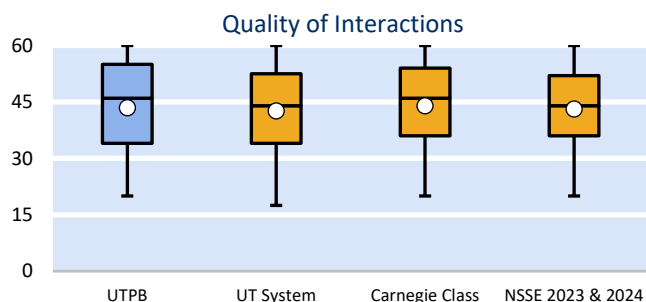 Quality of Interactions
60
45
30
15
0
UTPB
UT System
Carnegie Class
NSSE 2023 & 2024